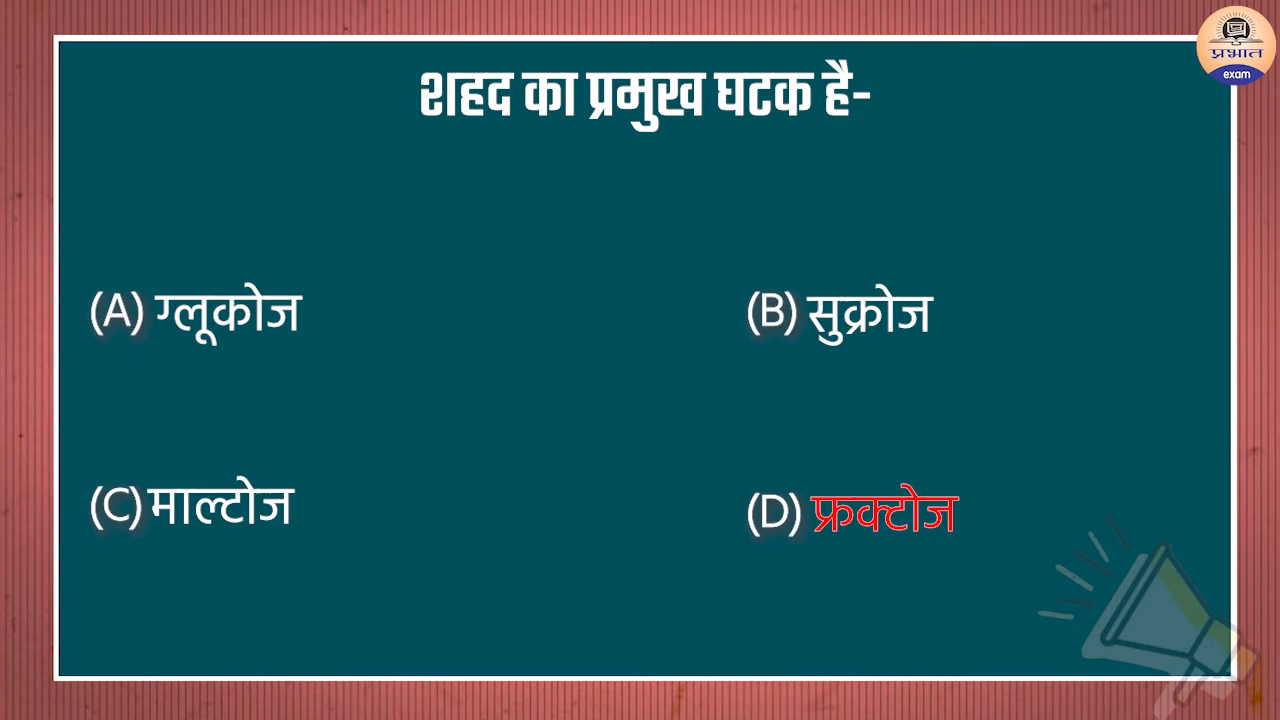 प्रभात
exam
शहद का प्रमुख घटक है-
(A) ग्लूकोज
(B) सुक्रोज
(C) माल्टोज
(D) फ्रक्टोज